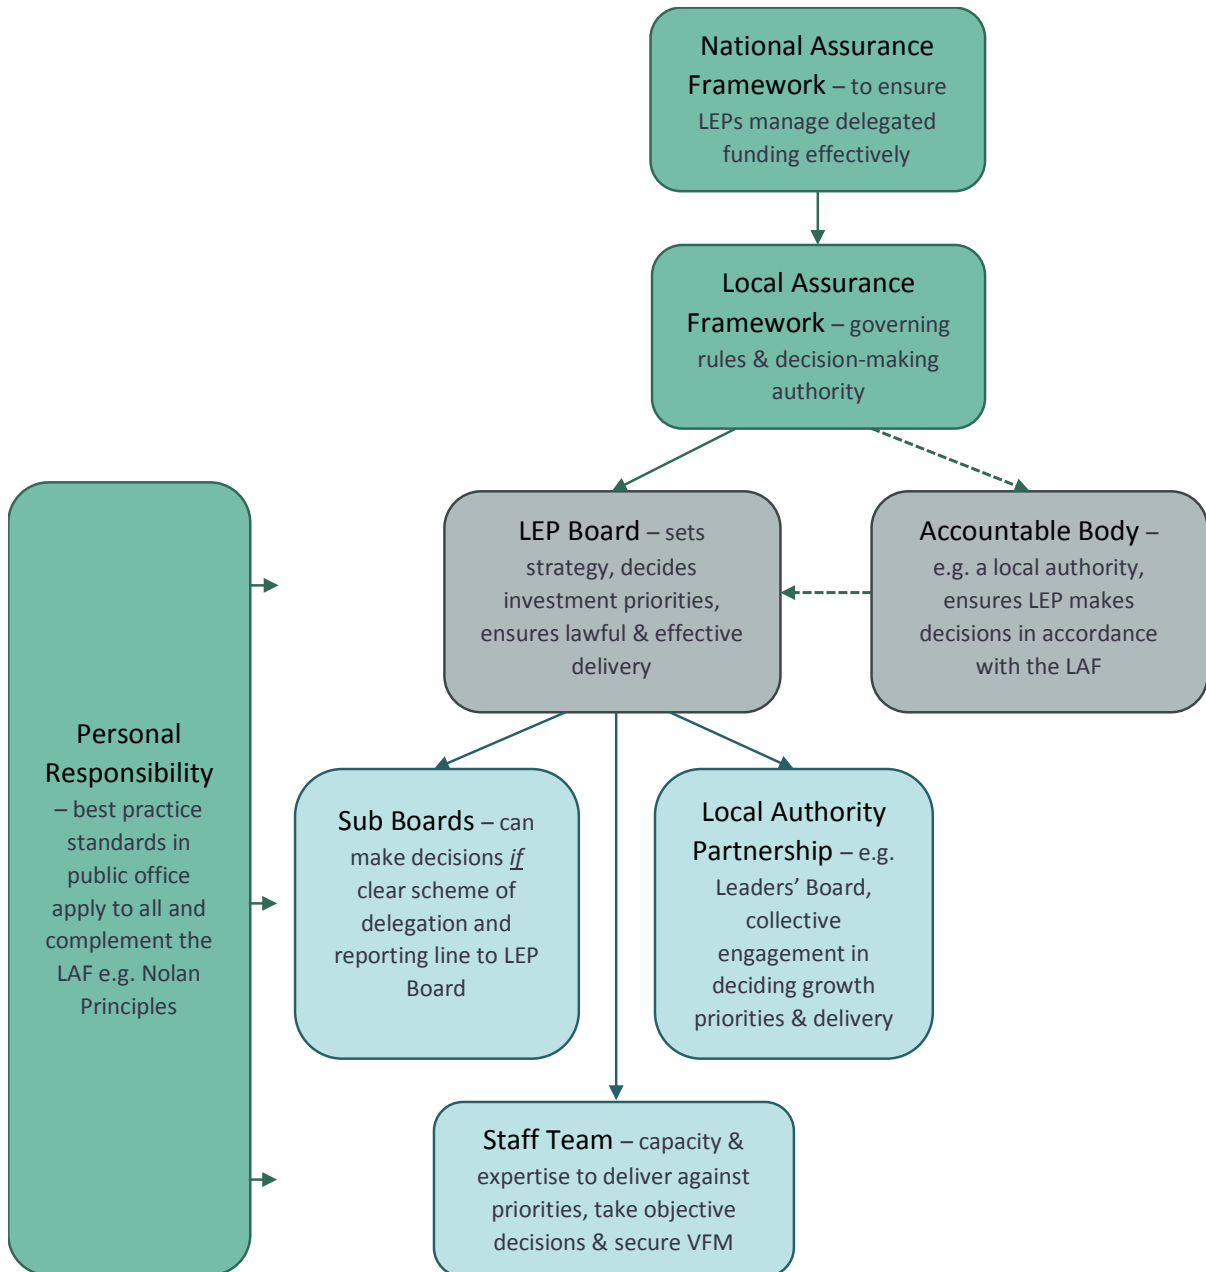 National Assurance
Framework – to ensure
LEPs manage delegated
funding effectively
Local Assurance
Framework – governing
rules & decision-making
authority
LEP Board – sets
strategy, decides
investment priorities,
ensures lawful & effective
delivery
Accountable Body –
e.g. a local authority,
ensures LEP makes
decisions in accordance
with the LAF
Personal
Responsibility
– best practice
standards in
public office
apply to all and
complement the
LAF e.g. Nolan
Principles
Sub Boards – can
make decisions if
clear scheme of
delegation and
reporting line to LEP
Board
Local Authority
Partnership – e.g.
Leaders’ Board,
collective
engagement in
deciding growth
priorities & delivery
Staff Team – capacity &
expertise to deliver against
priorities, take objective
decisions & secure VFM